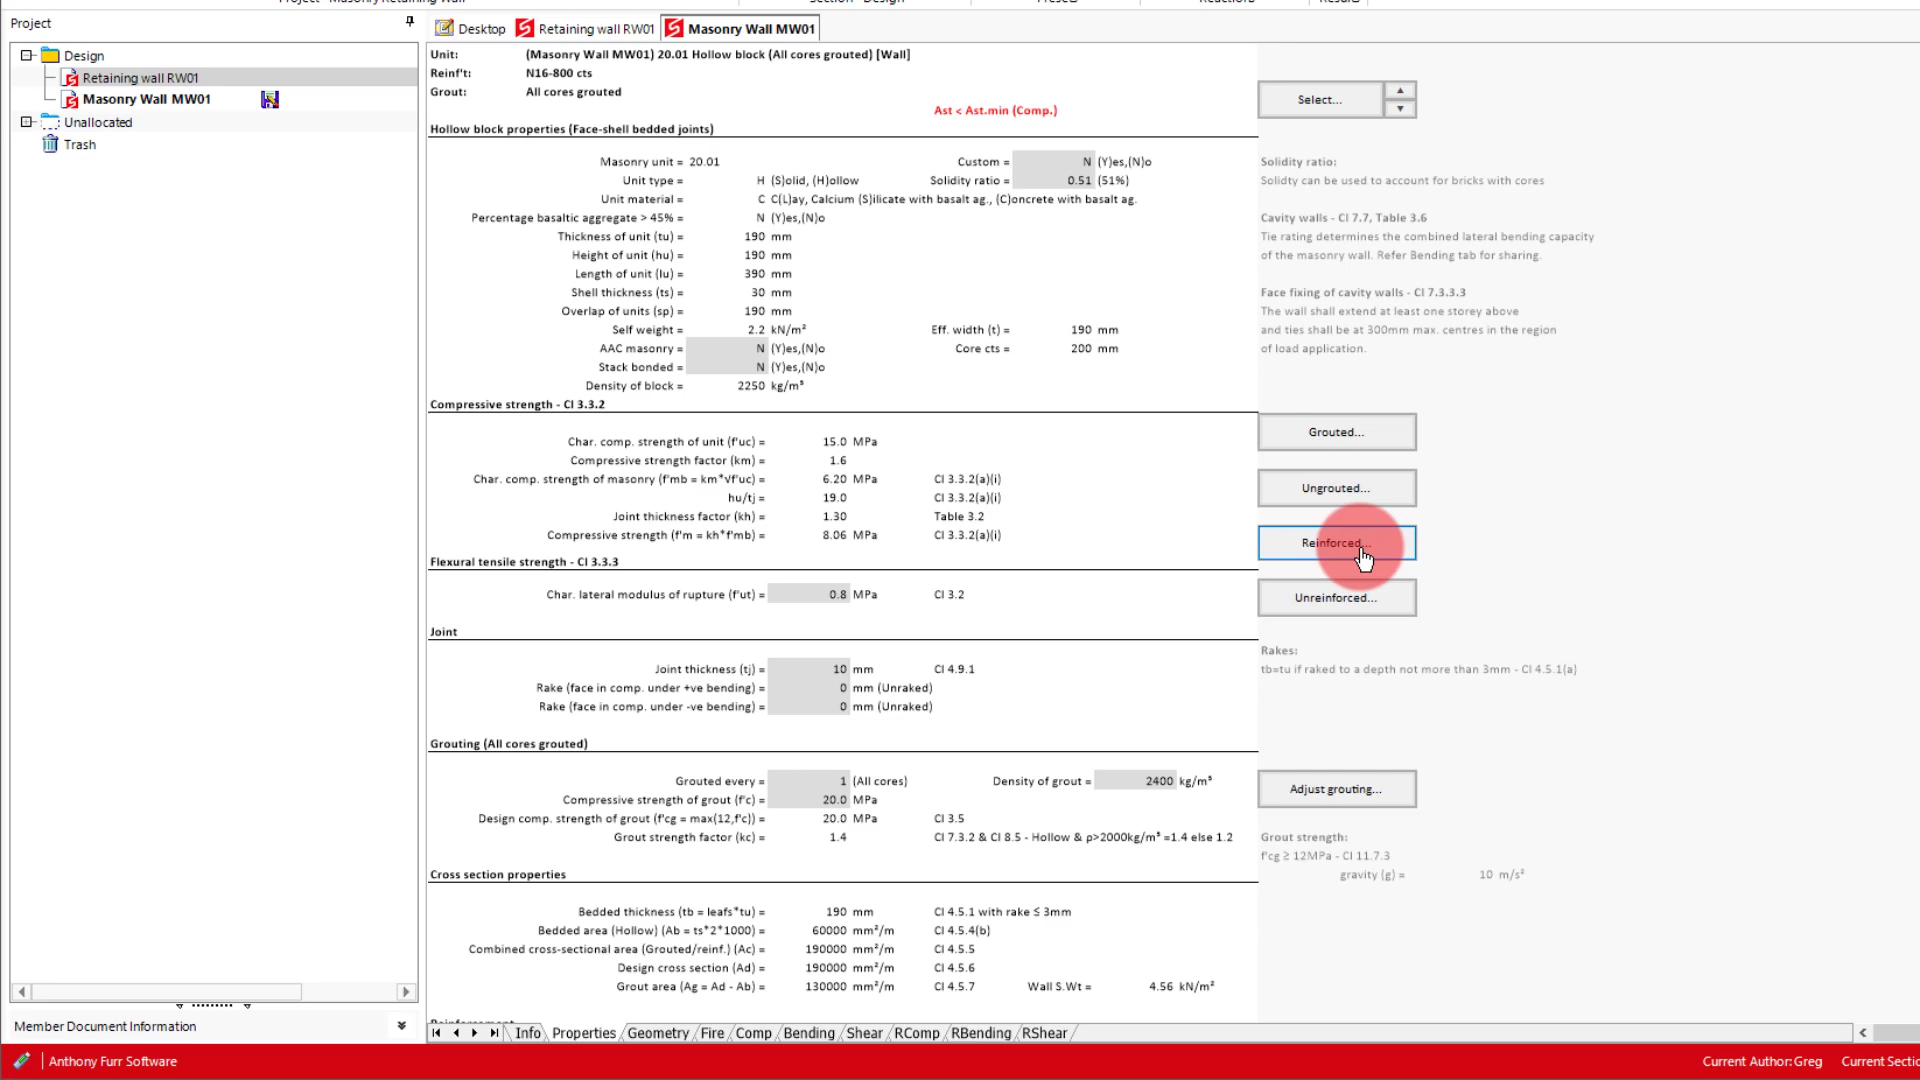 Project
Desktop
Retaining wall RW01
Masonry Wall MW01
Design
Retaining wall RW01
Masonry Wall MW01
Unallocated
Trash
Unit: (Masonry Wall MW01) 20.01 Hollow block (All cores grouted) [Wall]
Reinf't: N16-800 cts
Grout: All cores grouted
Ast < Ast.min (Comp.)
Select...
Hollow block properties (Face-shell bedded joints)
Masonry unit = 20.01 Custom = N (Y)es,(N)o
Unit type = H (S)olid, (H)ollow Solidity ratio = 0.51 (51%)
Unit material = C C(L)ay, Calcium (S)ilicate with basalt ag., (C)oncrete with basalt ag.
Percentage basaltic aggregate > 45% = N (Y)es,(N)o
Thickness of unit (tu) = 190 mm
Height of unit (hu) = 190 mm
Length of unit (lu) = 390 mm
Shell thickness (ts) = 30 mm
Overlap of units (sp) = 190 mm
Self weight = 2.2 kN/m² Eff. width (t) = 190 mm
AAC masonry = N (Y)es,(N)o Core cts = 200 mm
Stack bonded = N (Y)es,(N)o
Density of block = 2250 kg/m³
Solidity ratio:
Solidty can be used to account for bricks with cores
Cavity walls - Cl 7.7, Table 3.6
Tie rating determines the combined lateral bending capacity
of the masonry wall. Refer Bending tab for sharing.
Face fixing of cavity walls - Cl 7.3.3.3
The wall shall extend at least one storey above
and ties shall be at 300mm max. centres in the region
of load application.
Compressive strength - Cl 3.3.2
Char. comp. strength of unit (f'uc) = 15.0 MPa
Compressive strength factor (km) = 1.6
Char. comp. strength of masonry (f'mb = km*√f'uc) = 6.20 MPa Cl 3.3.2(a)(i)
hu/tj = 19.0 Cl 3.3.2(a)(i)
Joint thickness factor (kh) = 1.30 Table 3.2
Compressive strength (f'm = kh*f'mb) = 8.06 MPa Cl 3.3.2(a)(i)
Grouted...
Ungrouted...
Reinforced...
Unreinforced...
Flexural tensile strength - Cl 3.3.3
Char. lateral modulus of rupture (f'ut) = 0.8 MPa Cl 3.2
Joint
Joint thickness (tj) = 10 mm Cl 4.9.1
Rake (face in comp. under +ve bending) = 0 mm (Unraked)
Rake (face in comp. under -ve bending) = 0 mm (Unraked)
Rakes:
tb=tu if raked to a depth not more than 3mm - Cl 4.5.1(a)
Grouting (All cores grouted)
Grouted every = 1 (All cores) Density of grout = 2400 kg/m³
Compressive strength of grout (f'c) = 20.0 MPa
Design comp. strength of grout (f'cg = max(12,f'c)) = 20.0 MPa Cl 3.5
Grout strength factor (kc) = 1.4 Cl 7.3.2 & Cl 8.5 - Hollow & ρ>2000kg/m³ =1.4 else 1.2
Adjust grouting...
Grout strength:
f'cg ≥ 12MPa - Cl 11.7.3
gravity (g) = 10 m/s²
Cross section properties
Bedded thickness (tb = leafs*tu) = 190 mm Cl 4.5.1 with rake ≤ 3mm
Bedded area (Hollow) (Ab = ts*2*1000) = 60000 mm²/m Cl 4.5.4(b)
Combined cross-sectional area (Grouted/reinf.) (Ac) = 190000 mm²/m Cl 4.5.5
Design cross section (Ad) = 190000 mm²/m Cl 4.5.6
Grout area (Ag = Ad - Ab) = 130000 mm²/m Cl 4.5.7 Wall S.Wt = 4.56 kN/m²
Member Document Information
Info Properties Geometry Fire Comp Bending Shear RComp RBending RShear
Anthony Furr Software
Current Author: Greg
Current Sectio